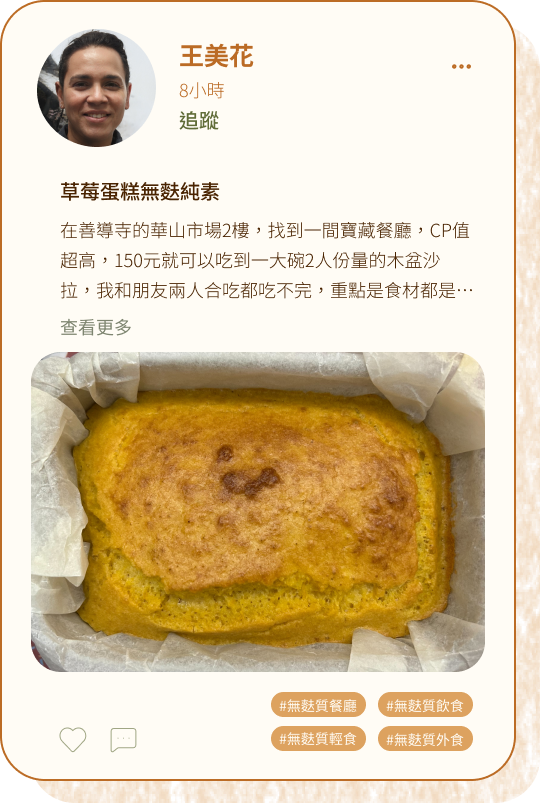 王美花
8小時
追蹤
草莓蛋糕無麩純素
在善導寺的華山市場2樓，找到一間寶藏餐廳，CP值
超高，150元就可以吃到一大碗2人份量的木盆沙
拉，我和朋友兩人合吃都吃不完，重點是食材都是⋯
查看更多
#無麩質餐廳
#無麩質飲食
#無麩質輕食
#無麩質外食